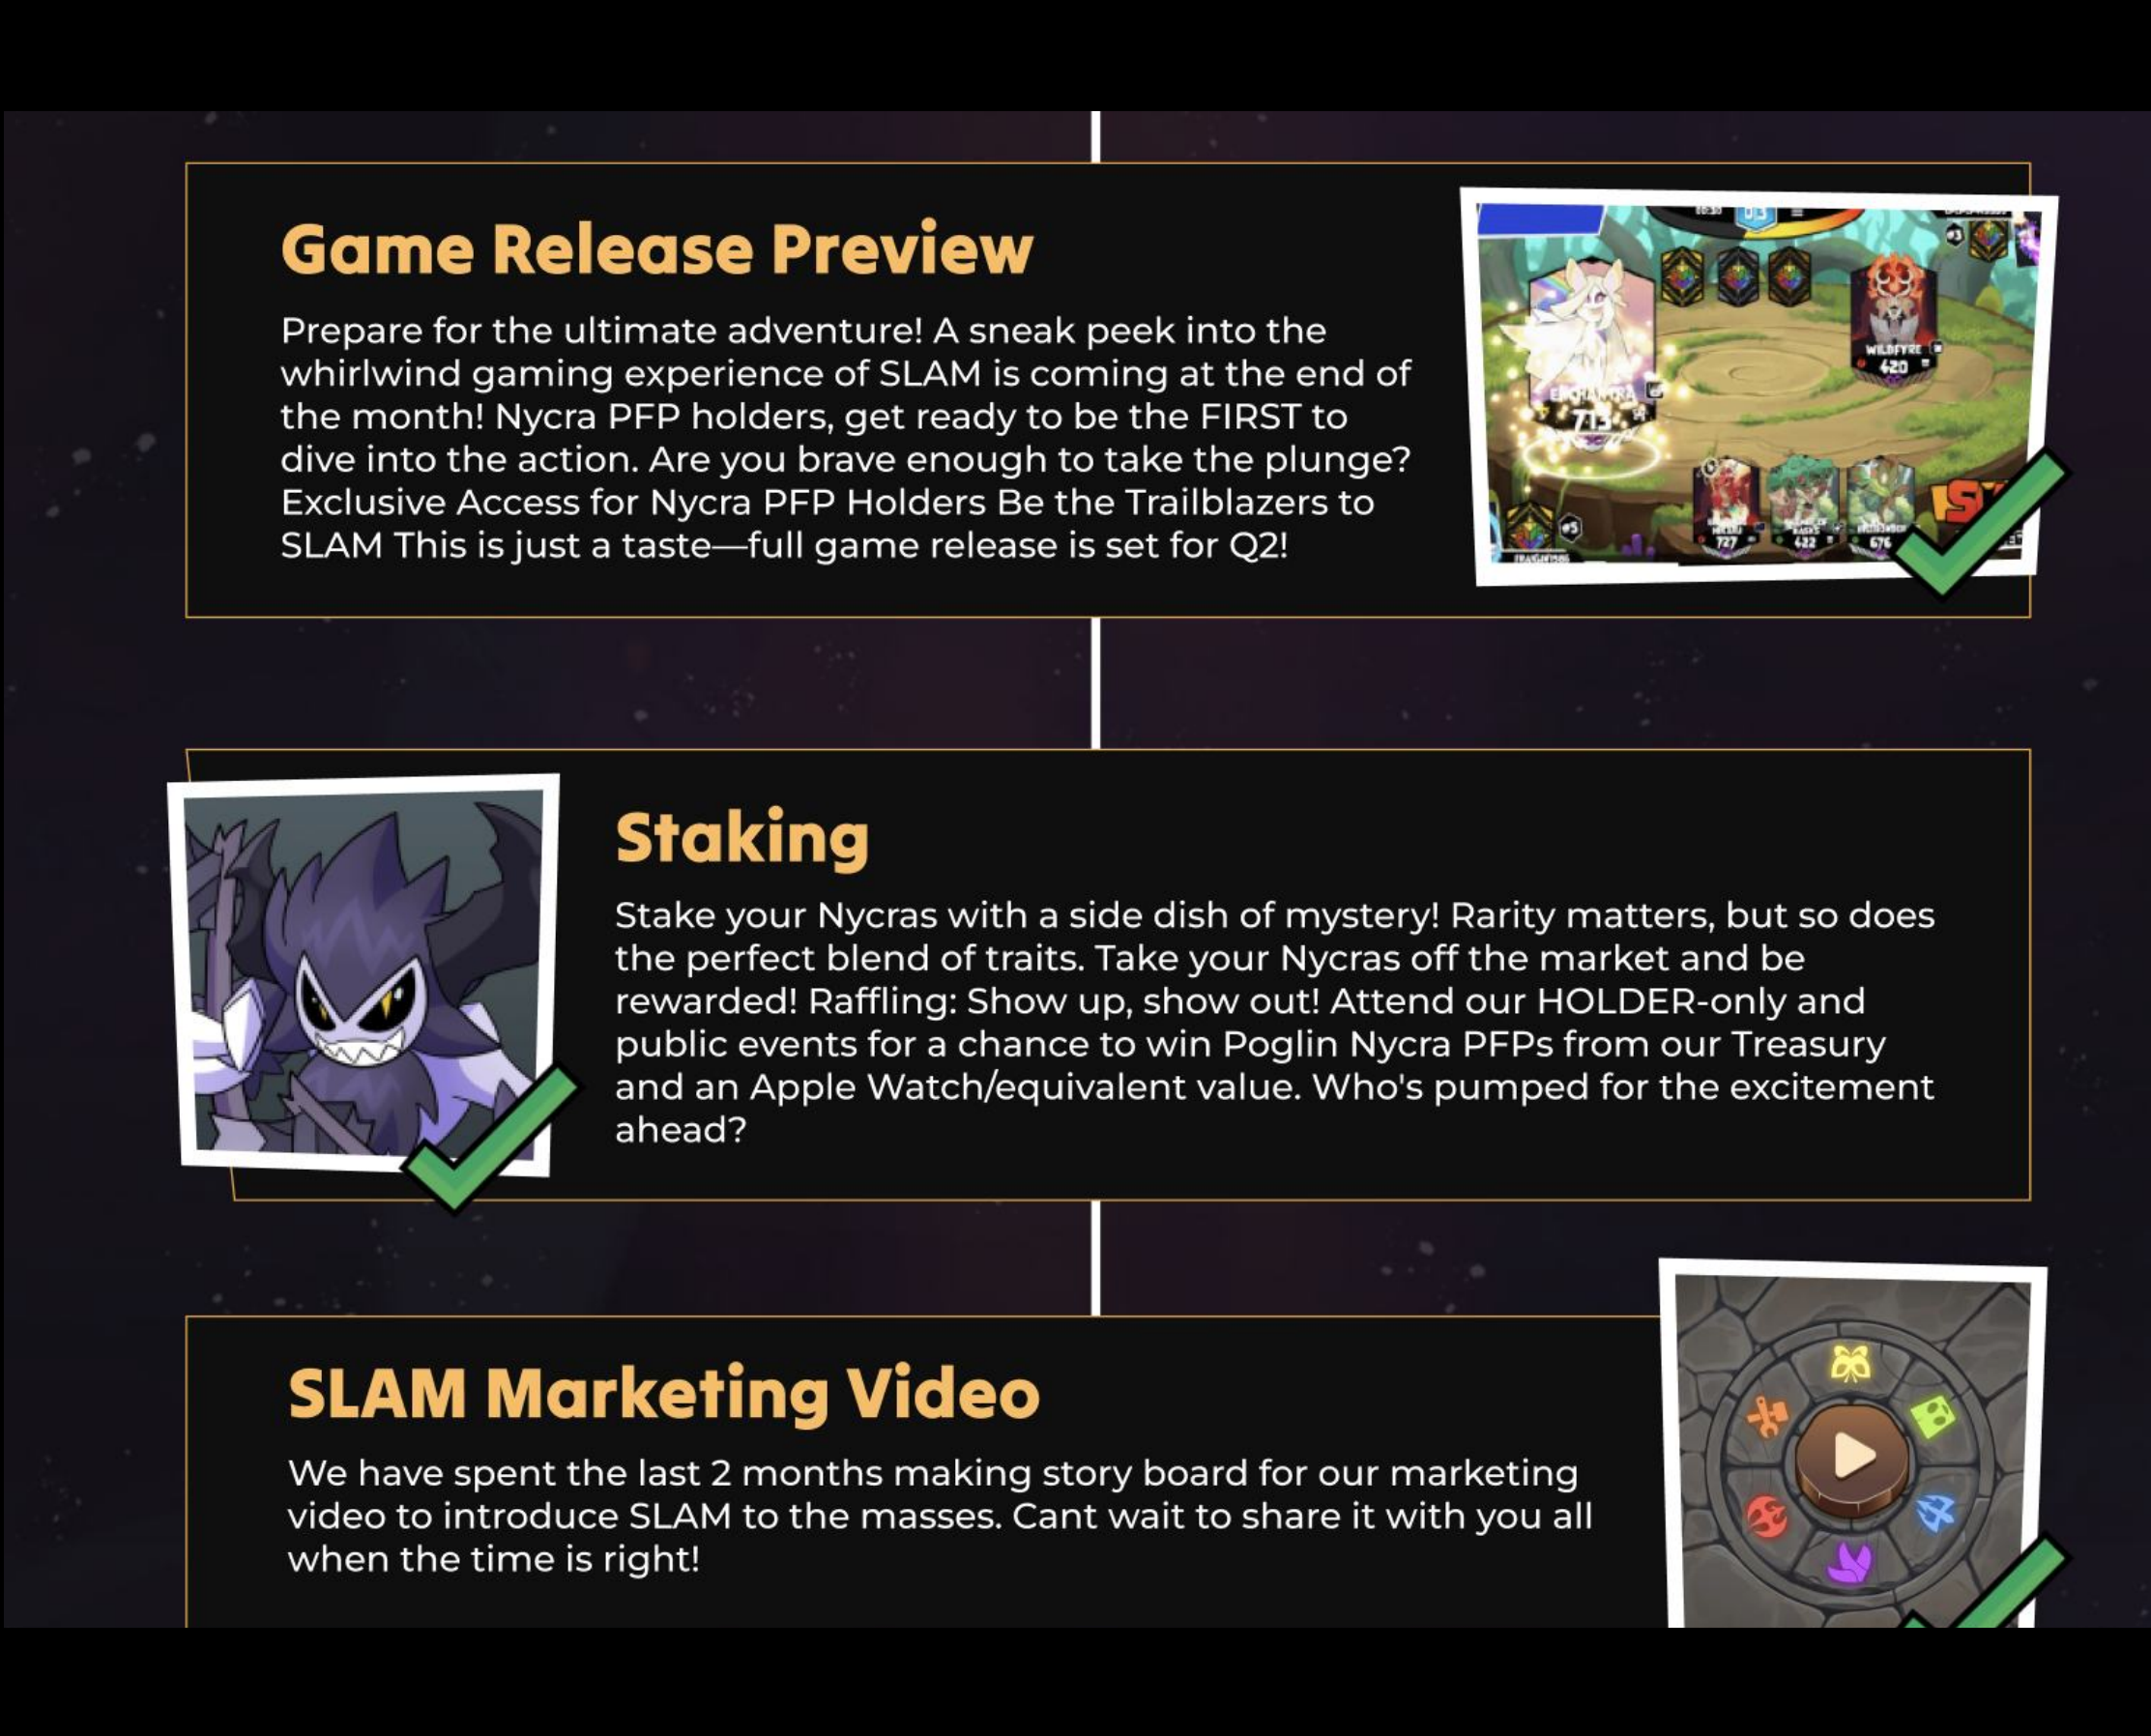 Game Release Preview
Prepare for the ultimate adventure! A sneak peek into the
whirlwind gaming experience of SLAM is coming at the end of
the month! Nycra PFP holders, get ready to be the FIRST to
dive into the action. Are you brave enough to take the plunge?
Exclusive Access for Nycra PFP Holders Be the Trailblazers to
SLAM This is just a taste—full game release is set for Q2!
00:30
WILDFYRE
420
#3
713
#5
727
432
676
Staking
Stake your Nycras with a side dish of mystery! Rarity matters, but so does
the perfect blend of traits. Take your Nycras off the market and be
rewarded! Raffling: Show up, show out! Attend our HOLDER-only and
public events for a chance to win Poglin Nycra PFPs from our Treasury
and an Apple Watch/equivalent value. Who's pumped for the excitement
ahead?
SLAM Marketing Video
We have spent the last 2 months making story board for our marketing
video to introduce SLAM to the masses. Cant wait to share it with you all
when the time is right!